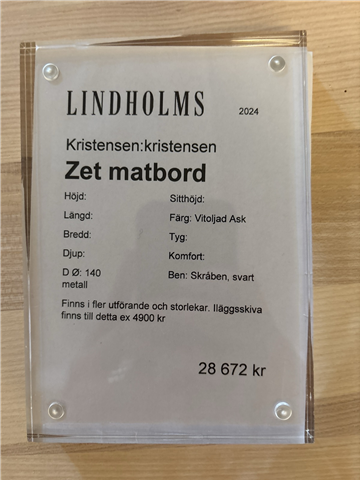 LINDHOLMS 2024
Kristensen:kristensen
Zet matbord
Höjd: Sitthöjd:
Längd: Färg: Vitoljad Ask
Bredd: Tyg:
Djup: Komfort:
D Ø: 140 Ben: Skråben, svart
metall
Finns i fler utförande och storlekar. Iläggsskiva
finns till detta ex 4900 kr
28 672 kr